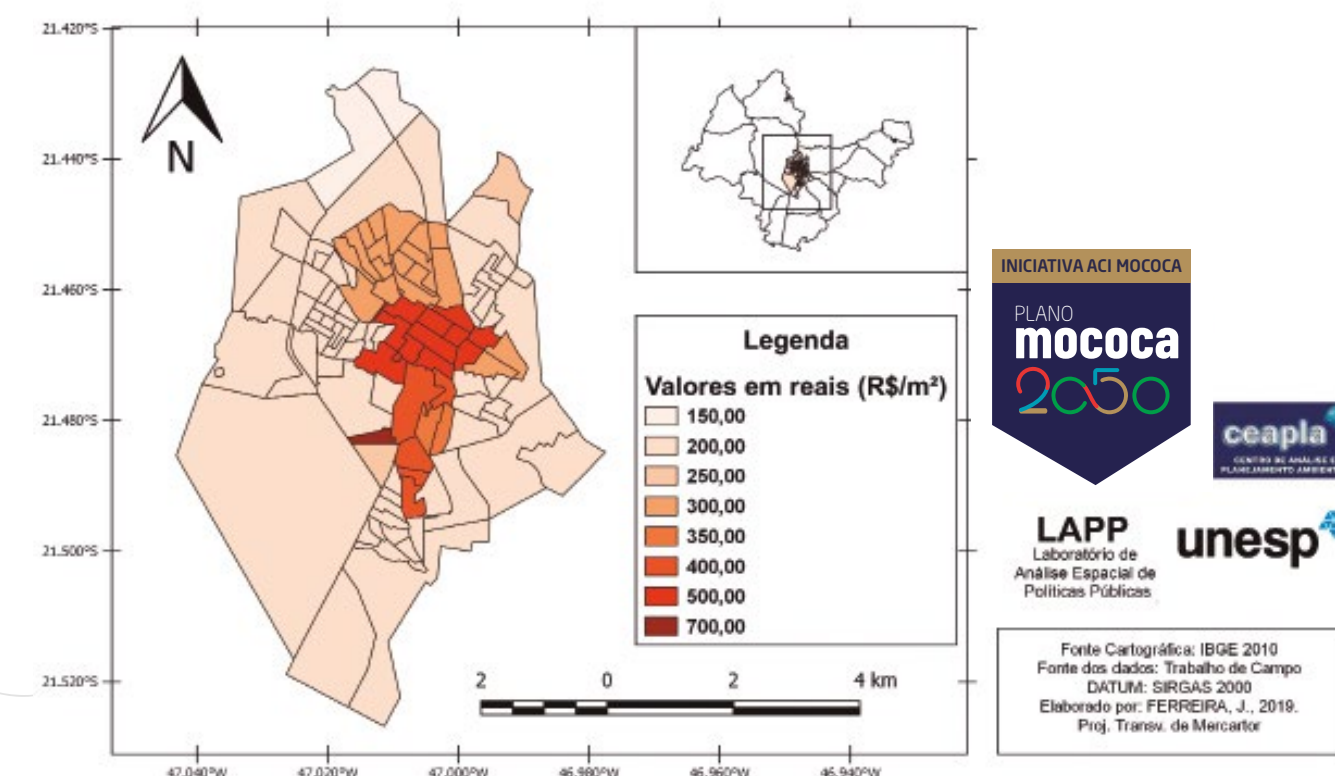 21.420°S
21.440°S
21.460°S
21.480°S
21.500°S
21.520°S
N
47.040°W
47.020°W
47.000°W
46.980°W
46.960°W
46.940°W
Legenda
Valores em reais (R$/m²)
150,00
200,00
250,00
300,00
350,00
400,00
500,00
700,00
2 0 2 4 km
INICIATIVA ACI MOCOCA
PLANO
mococa
2050
ceapla
CENTRO DE ANÁLISE E
PLANEJAMENTO
LAPP
Laboratório de
Análise Espacial de
Políticas Públicas
unesp
Fonte Cartográfica: IBGE 2010
Fonte dos dados: Trabalho de Campo
DATUM: SIRGAS 2000
Elaborado por: FERREIRA, J., 2019.
Proj. Transv. de Mercartor